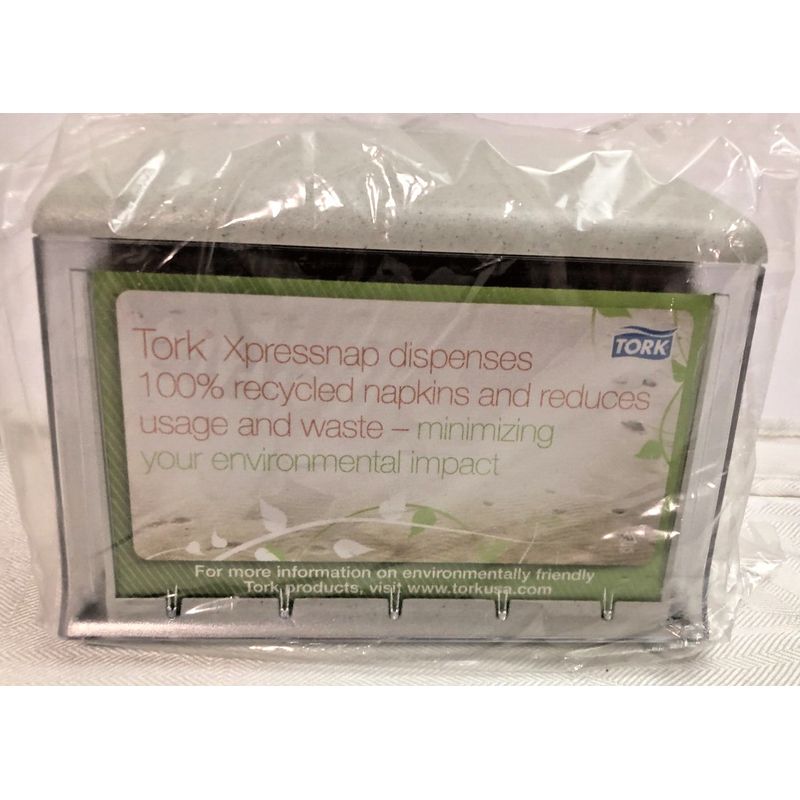 TORK
Tork® Xpressnap dispenses
100% recycled napkins and reduces
usage and waste – minimizing
your environmental impact
For more information on environmentally friendly
Tork products, visit www.torkusa.com